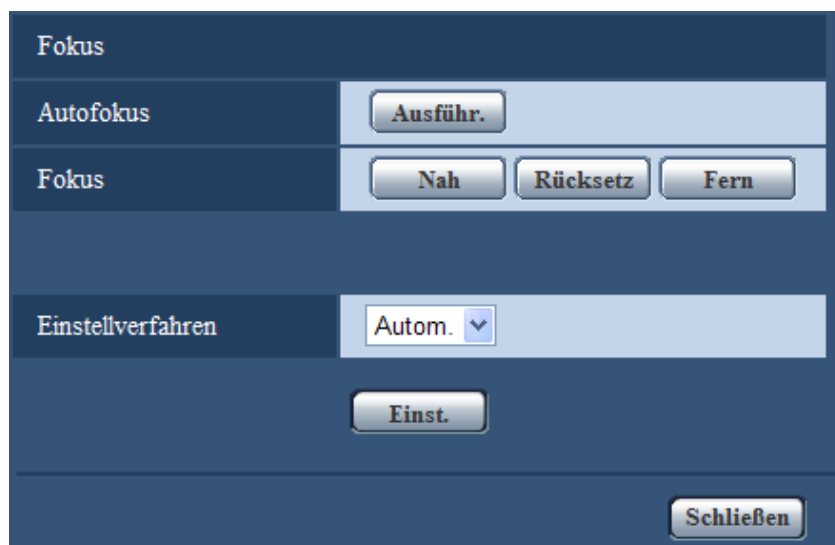 Fokus
Autofokus Ausführ.
Fokus Nah Rücksetz Fern
Einstellverfahren Autom.
Einst.
Schließen